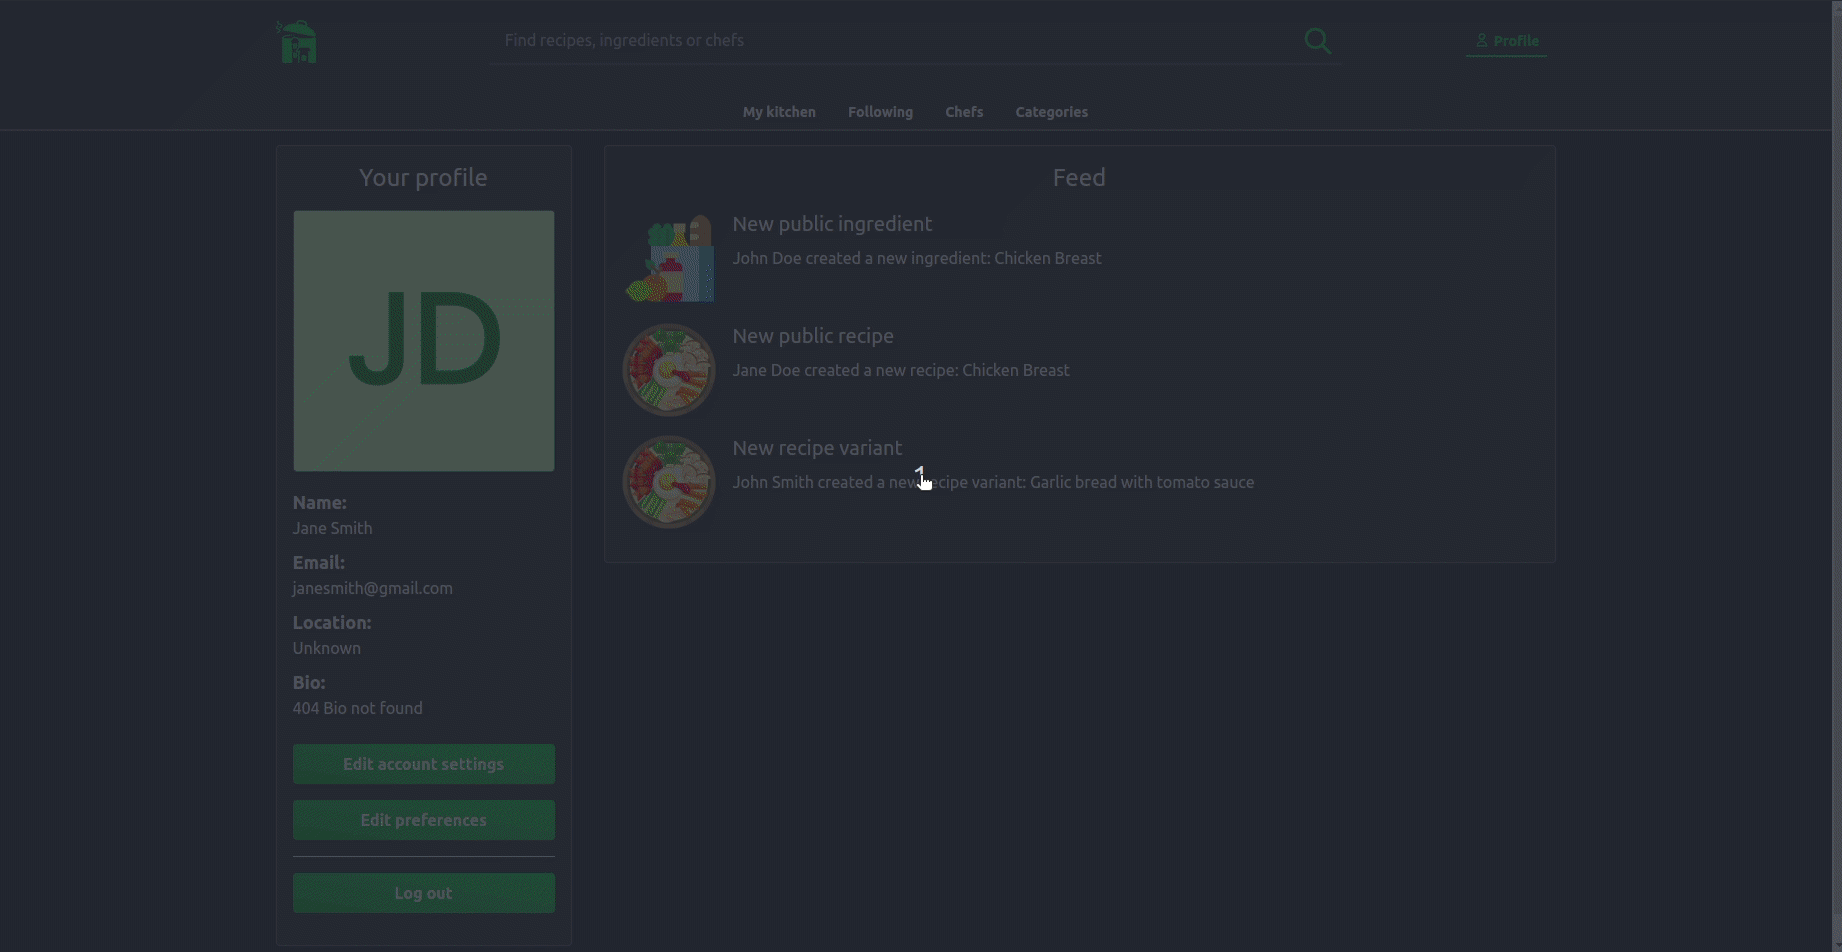 Find recipes, ingredients or chefs
Profile
My kitchen
Following
Chefs
Categories
Your profile
JD
Name:
Jane Smith
Email:
janesmith@gmail.com
Location:
Unknown
Bio:
404 Bio not found
Edit account settings
Edit preferences
Log out
Feed
New public ingredient
John Doe created a new ingredient: Chicken Breast
New public recipe
Jane Doe created a new recipe: Chicken Breast
New recipe variant
John Smith created a new recipe variant: Garlic bread with tomato sauce